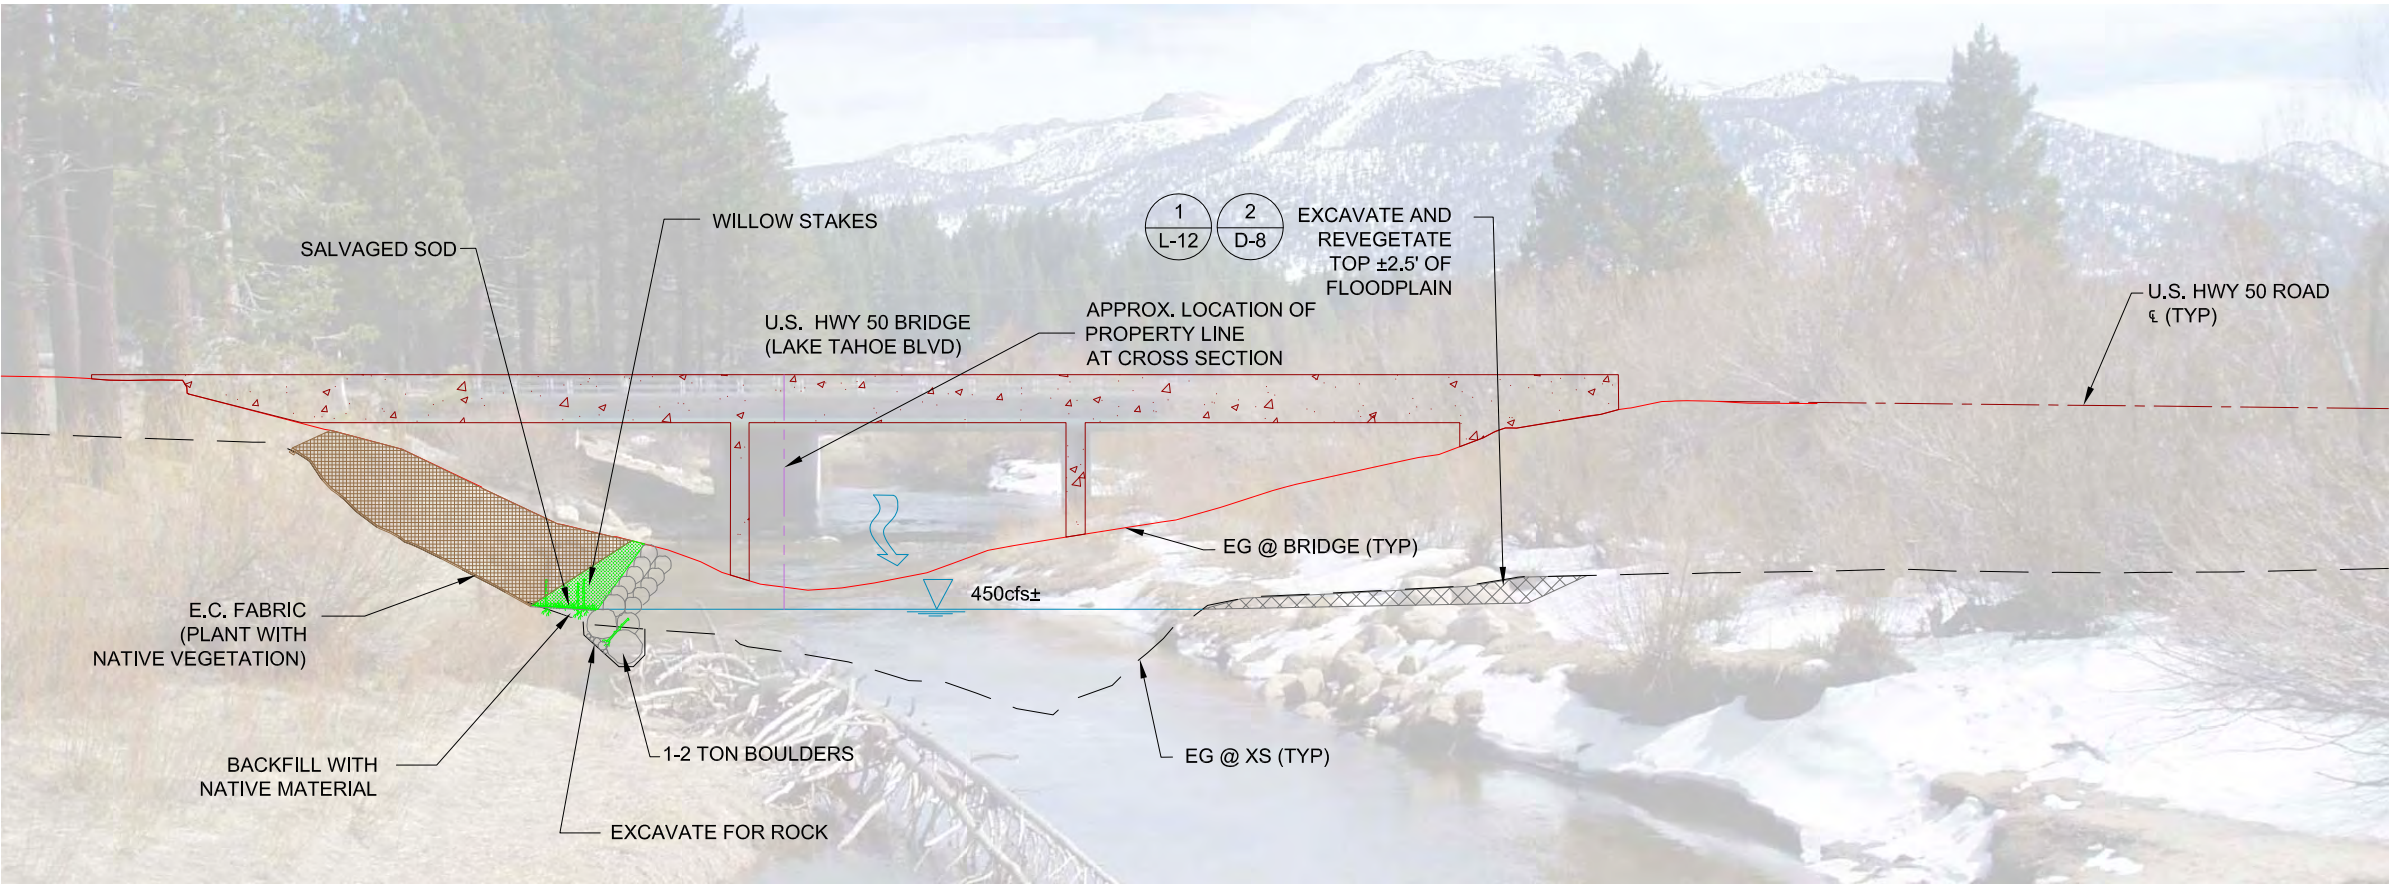 WILLOW STAKES
SALVAGED SOD
1
L-12
2
D-8
EXCAVATE AND
REVEGETATE
TOP ±2.5' OF
FLOODPLAIN
U.S. HWY 50 BRIDGE
(LAKE TAHOE BLVD)
APPROX. LOCATION OF
PROPERTY LINE
AT CROSS SECTION
U.S. HWY 50 ROAD
℄ (TYP)
EG @ BRIDGE (TYP)
450cfs±
E.C. FABRIC
(PLANT WITH
NATIVE VEGETATION)
BACKFILL WITH
NATIVE MATERIAL
1-2 TON BOULDERS
EG @ XS (TYP)
EXCAVATE FOR ROCK